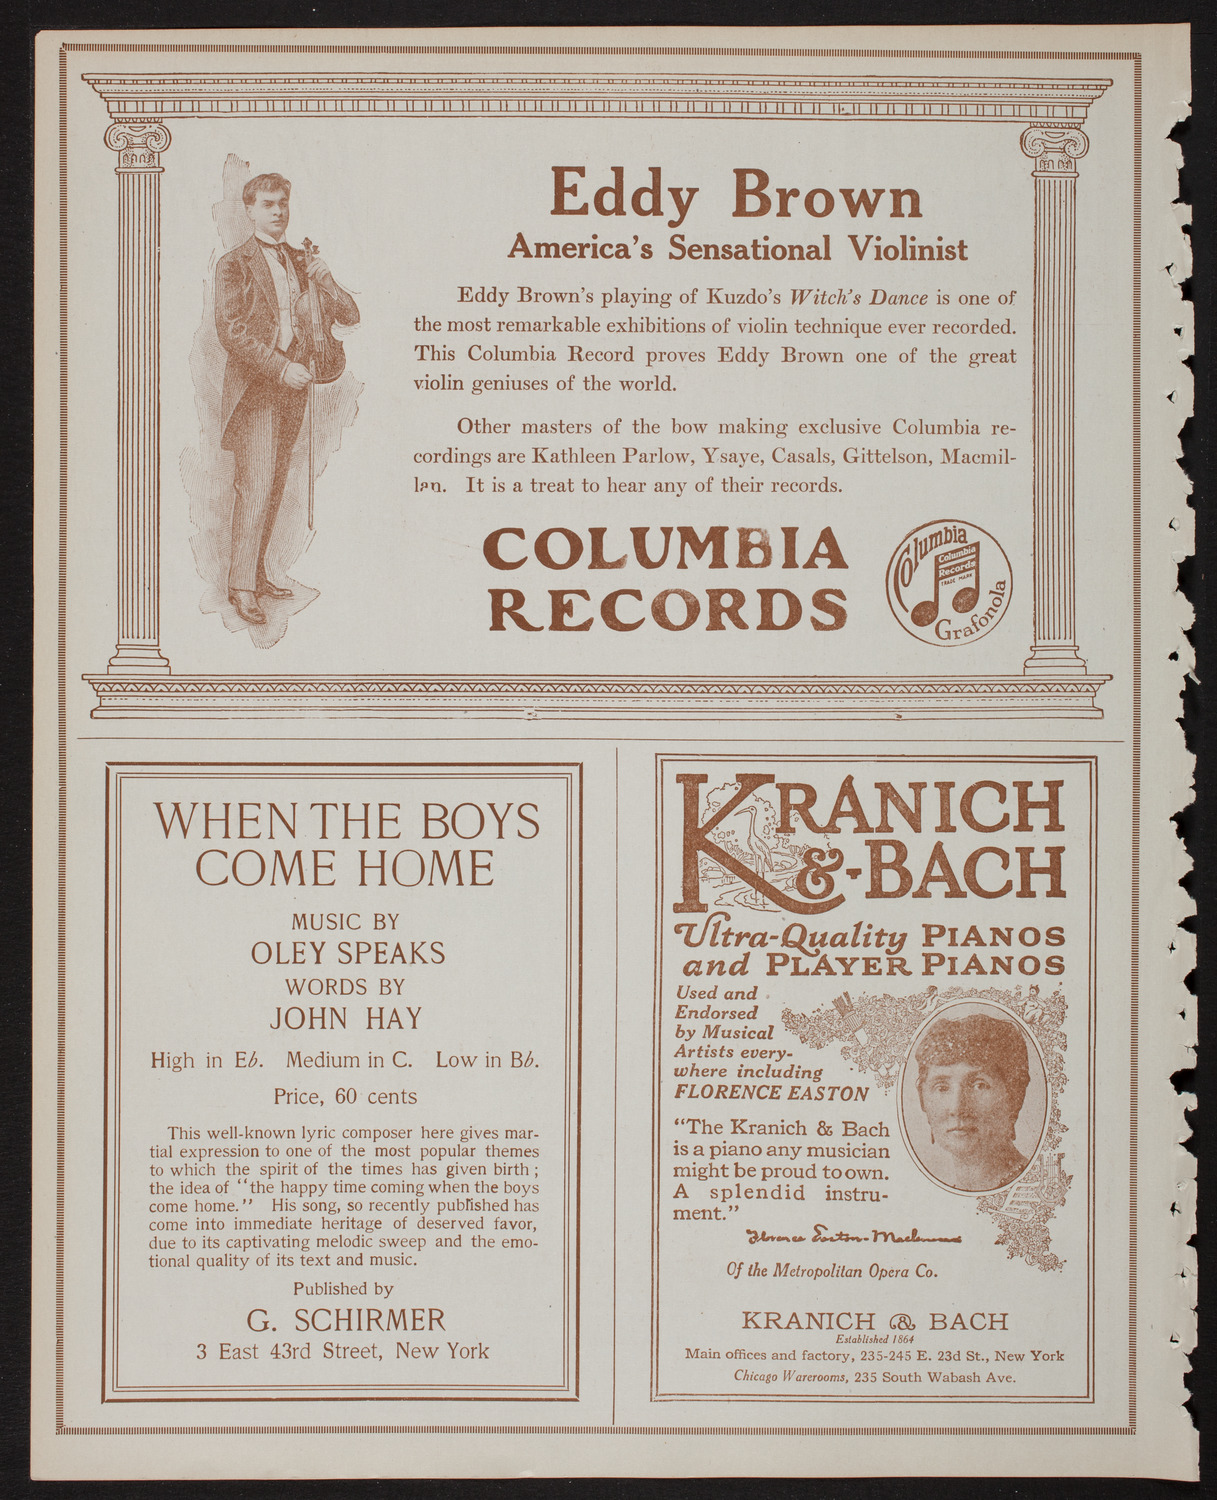 Eddy Brown
America's Sensational Violinist
Eddy Brown's playing of Kuzdo's Witch's Dance is one of
the most remarkable exhibitions of violin technique ever recorded.
This Columbia Record proves Eddy Brown one of the great
violin geniuses of the world.
Other masters of the bow making exclusive Columbia re-
cordings are Kathleen Parlow, Ysaye, Casals, Gittelson, Macmil-
lan. It is a treat to hear any of their records.
COLUMBIA
RECORDS
Columbia
Columbia
Records
TRADE MARK
Grafonola
WHEN THE BOYS
COME HOME
MUSIC BY
OLEY SPEAKS
WORDS BY
JOHN HAY
High in E♭. Medium in C. Low in B♭.
Price, 60 cents
This well-known lyric composer here gives mar-
tial expression to one of the most popular themes
to which the spirit of the times has given birth;
the idea of "the happy time coming when the boys
come home." His song, so recently published has
come into immediate heritage of deserved favor,
due to its captivating melodic sweep and the emo-
tional quality of its text and music.
Published by
G. SCHIRMER
3 East 43rd Street, New York
KRANICH
&-BACH
Ultra-Quality PIANOS
and PLAYER PIANOS
Used and
Endorsed
by Musical
Artists every-
where including
FLORENCE EASTON
"The Kranich & Bach
is a piano any musician
might be proud to own.
A splendid instru-
ment."
Florence Easton-Maclennan
Of the Metropolitan Opera Co.
KRANICH & BACH
Established 1864
Main offices and factory, 235-245 E. 23d St., New York
Chicago Warerooms, 235 South Wabash Ave.